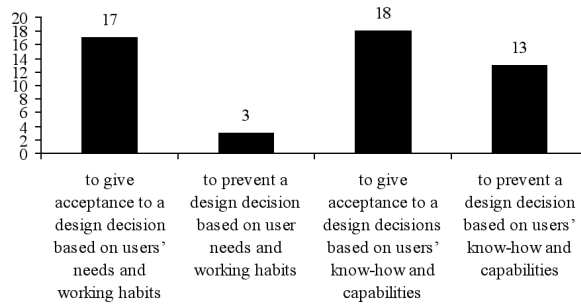 20
18
16
14
12
10
8
6
4
2
0
17
3
18
13
to give
acceptance to a
design decision
based on users'
needs and
working habits
to prevent a
design decision
based on user
needs and
working habits
to give
acceptance to a
design decisions
based on users'
know-how and
capabilities
to prevent a
design decision
based on users'
know-how and
capabilities